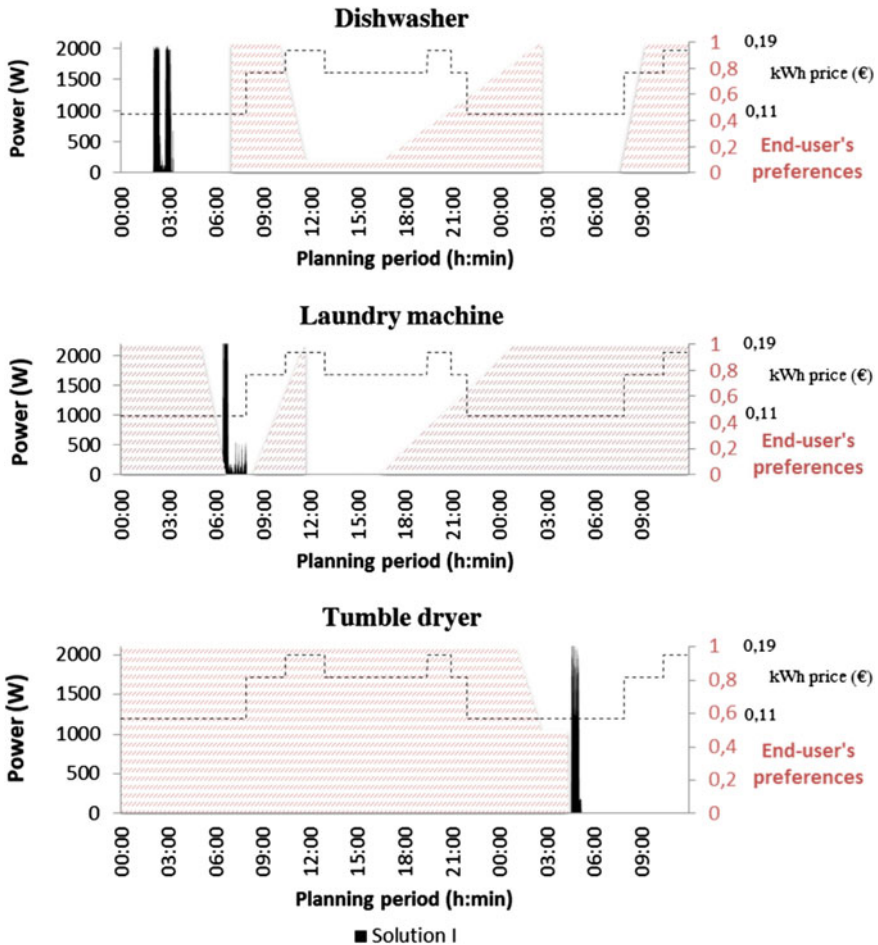 Dishwasher
Power (W)
2000
1500
1000
500
0
1
0,8
0,6
0,4
0,2
0
0,19
kWh price (€)
0,11
End-user's
preferences
00:00 03:00 06:00 09:00 12:00 15:00 18:00 21:00 00:00 03:00 06:00 09:00
Planning period (h:min)
Laundry machine
Power (W)
2000
1500
1000
500
0
1
0,8
0,6
0,4
0,2
0
0,19
kWh price (€)
0,11
End-user's
preferences
00:00 03:00 06:00 09:00 12:00 15:00 18:00 21:00 00:00 03:00 06:00 09:00
Planning period (h:min)
Tumble dryer
Power (W)
2000
1500
1000
500
0
1
0,8
0,6
0,4
0,2
0
0,19
kWh price (€)
0,11
End-user's
preferences
00:00 03:00 06:00 09:00 12:00 15:00 18:00 21:00 00:00 03:00 06:00 09:00
Planning period (h:min)
Solution I